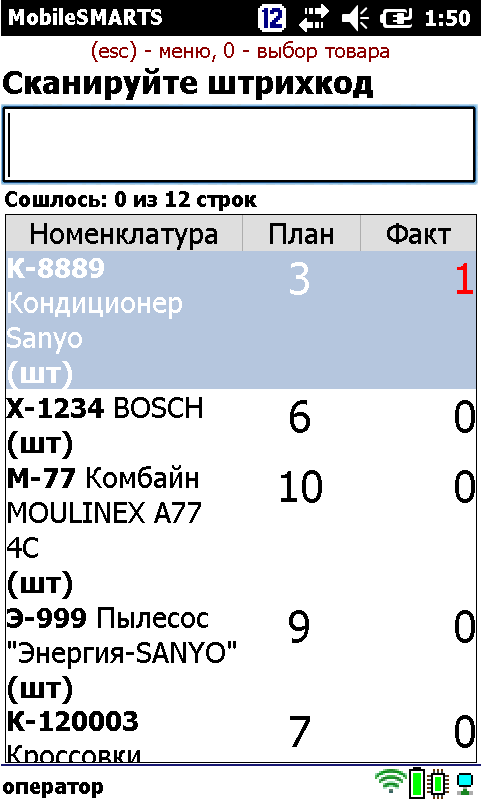 MobileSMARTS 12 1:50
(esc) - меню, 0 - выбор товара
Сканируйте штрихкод
Сошлось: 0 из 12 строк
Номенклатура План Факт
К-8889 3 1
Кондиционер
Sanyo
(шт)
Х-1234 BOSCH 6 0
(шт)
М-77 Комбайн 10 0
MOULINEX A77
4C
(шт)
Э-999 Пылесос 9 0
"Энергия-SANYO"
(шт)
К-120003 7 0
Кроссовки
оператор